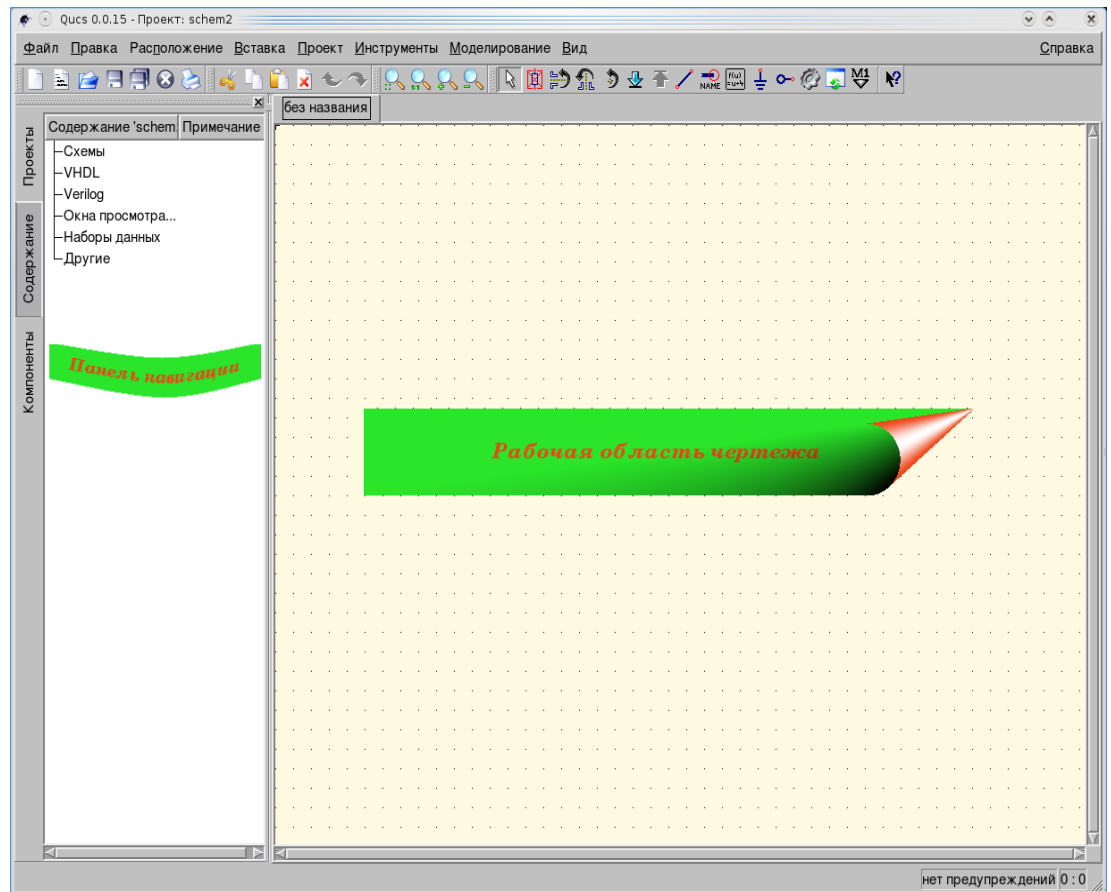 Qucs 0.0.15 - Проект: schem2
Файл Правка Расположение Вставка Проект Инструменты Моделирование Вид Справка
NAME
M1
без названия
Содержание 'schem. Примечание
Проекты
Содержание
Компоненты
Схемы
VHDL
Verilog
Окна просмотра...
Наборы данных
Другие
Панель навигации
Рабочая область чертежа
нет предупреждений 0 : 0